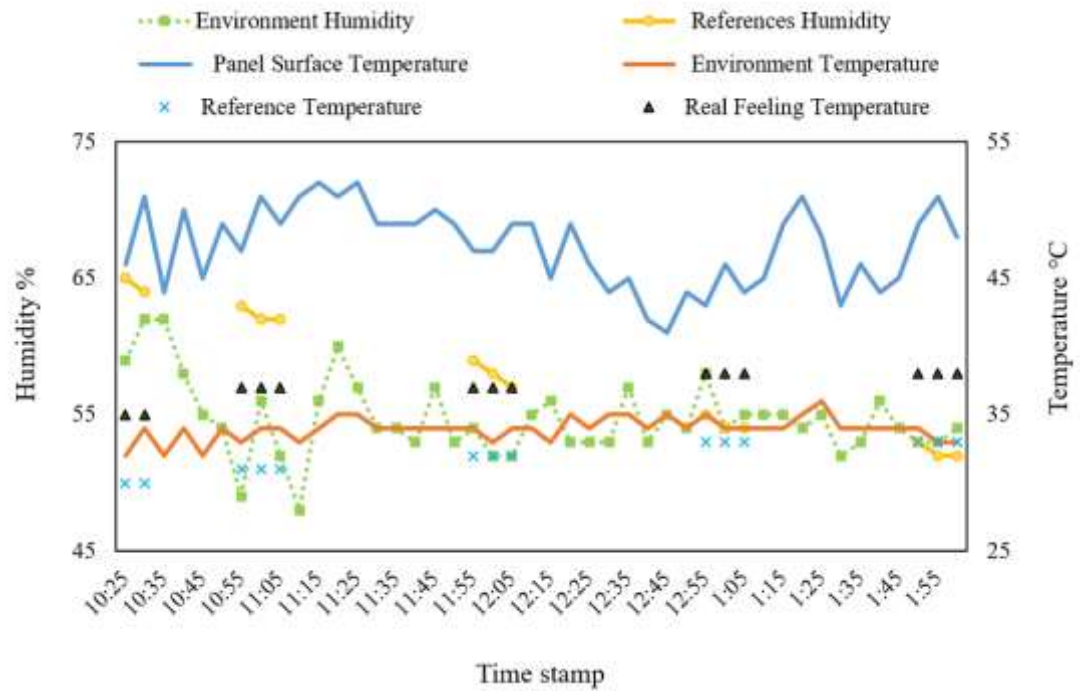 Environment Humidity References Humidity
Panel Surface Temperature Environment Temperature
Reference Temperature Real Feeling Temperature
75 55
65 45
55 35
45 25
Humidity %
Temperature °C
10:25 10:35 10:45 10:55 11:05 11:15 11:25 11:35 11:45 11:55 12:05 12:15 12:25 12:35 12:45 12:55 1:05 1:15 1:25 1:35 1:45 1:55
Time stamp